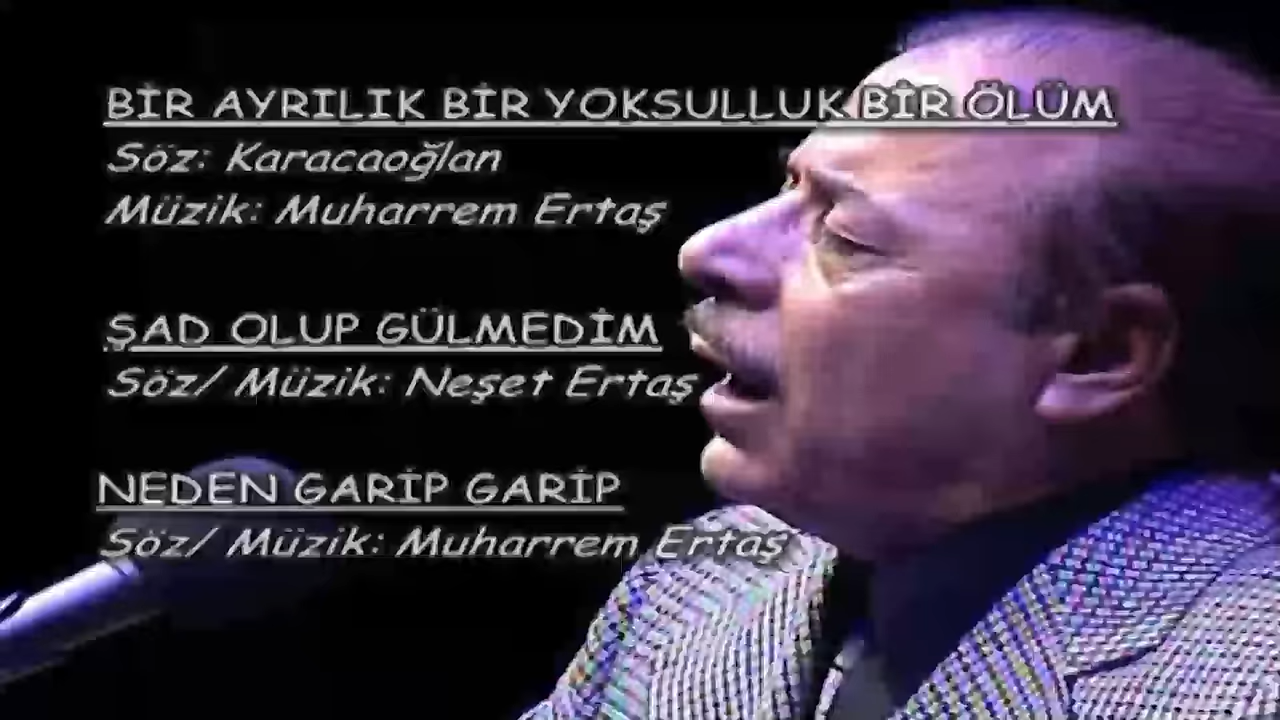 BİR AYRILIK BİR YOKSULLUK BİR ÖLÜM
Söz: Karacaoğlan
Müzik: Muharrem Ertaş
ŞAD OLUP GÜLMEDİM
Söz/ Müzik: Neşet Ertaş
NEDEN GARİP GARİP
Söz/ Müzik: Muharrem Ertaş